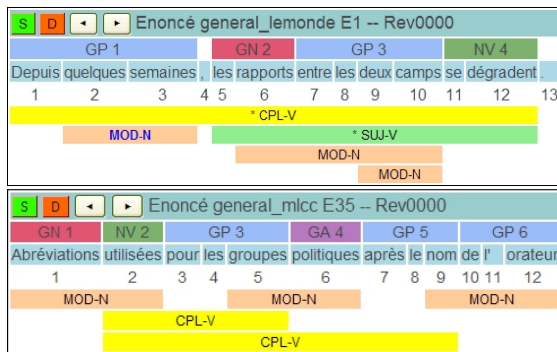 S D ◄ ► Enoncé general_lemonde E1 -- Rev0000
GP 1 GN 2 GP 3 NV 4
Depuis quelques semaines , les rapports entre les deux camps se dégradent .
1 2 3 4 5 6 7 8 9 10 11 12 13
* CPL-V
MOD-N * SUJ-V
MOD-N
MOD-N
S D ◄ ► Enoncé general_mlcc E35 -- Rev0000
GN 1 NV 2 GP 3 GA 4 GP 5 GP 6
Abréviations utilisées pour les groupes politiques après le nom de l' orateur
1 2 3 4 5 6 7 8 9 10 11 12
MOD-N MOD-N MOD-N
CPL-V
CPL-V